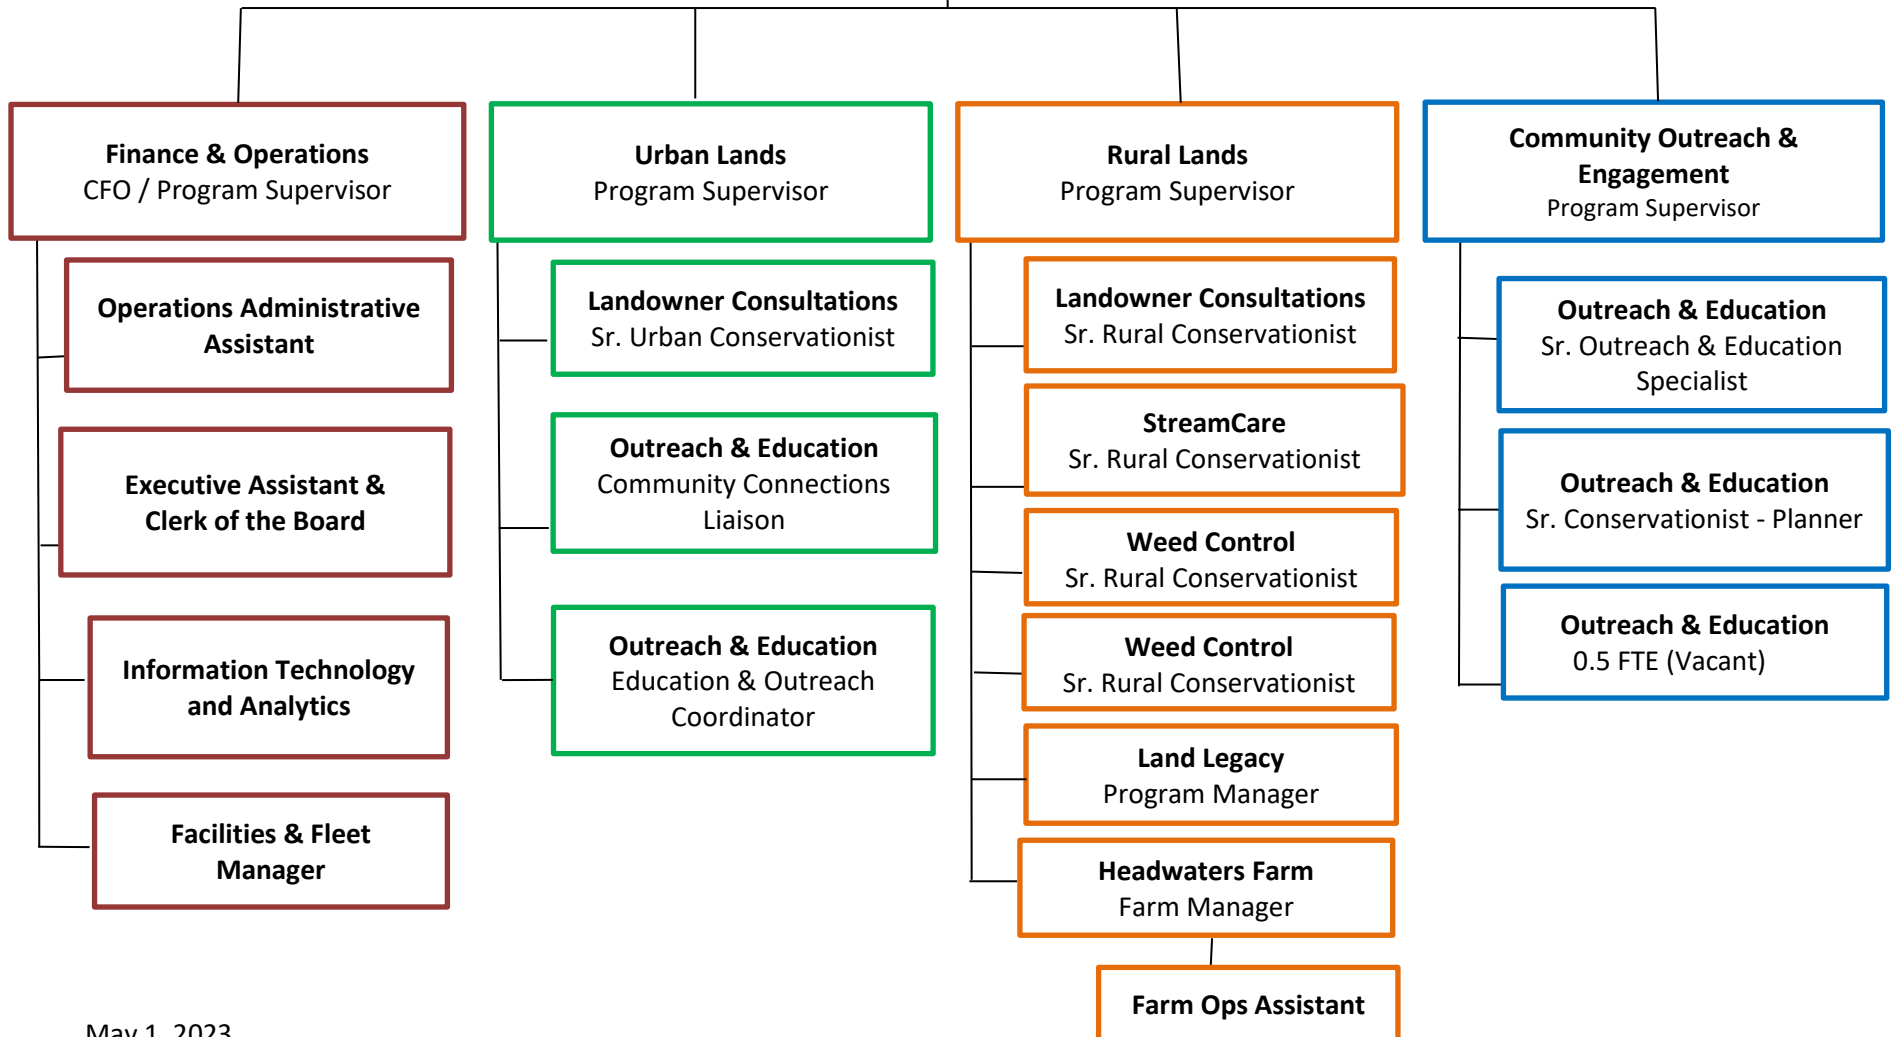 Finance & Operations
CFO / Program Supervisor
Operations Administrative
Assistant
Executive Assistant &
Clerk of the Board
Information Technology
and Analytics
Facilities & Fleet
Manager
Urban Lands
Program Supervisor
Landowner Consultations
Sr. Urban Conservationist
Outreach & Education
Community Connections
Liaison
Outreach & Education
Education & Outreach
Coordinator
Rural Lands
Program Supervisor
Landowner Consultations
Sr. Rural Conservationist
StreamCare
Sr. Rural Conservationist
Weed Control
Sr. Rural Conservationist
Weed Control
Sr. Rural Conservationist
Land Legacy
Program Manager
Headwaters Farm
Farm Manager
Farm Ops Assistant
Community Outreach &
Engagement
Program Supervisor
Outreach & Education
Sr. Outreach & Education
Specialist
Outreach & Education
Sr. Conservationist - Planner
Outreach & Education
0.5 FTE (Vacant)
May 1, 2023